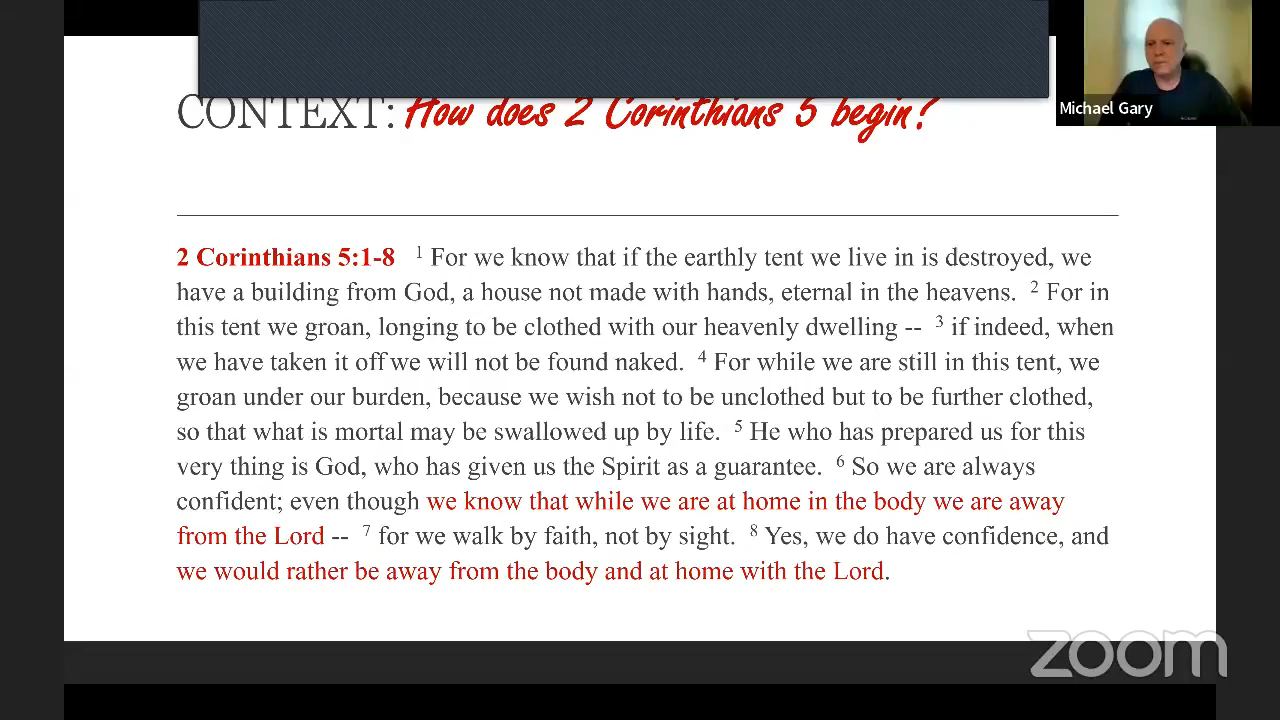 Michael Gary
CONTEXT: How does 2 Corinthians 5 begin?
2 Corinthians 5:1-8 1 For we know that if the earthly tent we live in is destroyed, we
have a building from God, a house not made with hands, eternal in the heavens. 2 For in
this tent we groan, longing to be clothed with our heavenly dwelling -- 3 if indeed, when
we have taken it off we will not be found naked. 4 For while we are still in this tent, we
groan under our burden, because we wish not to be unclothed but to be further clothed,
so that what is mortal may be swallowed up by life. 5 He who has prepared us for this
very thing is God, who has given us the Spirit as a guarantee. 6 So we are always
confident; even though we know that while we are at home in the body we are away
from the Lord -- 7 for we walk by faith, not by sight. 8 Yes, we do have confidence, and
we would rather be away from the body and at home with the Lord.
zoom